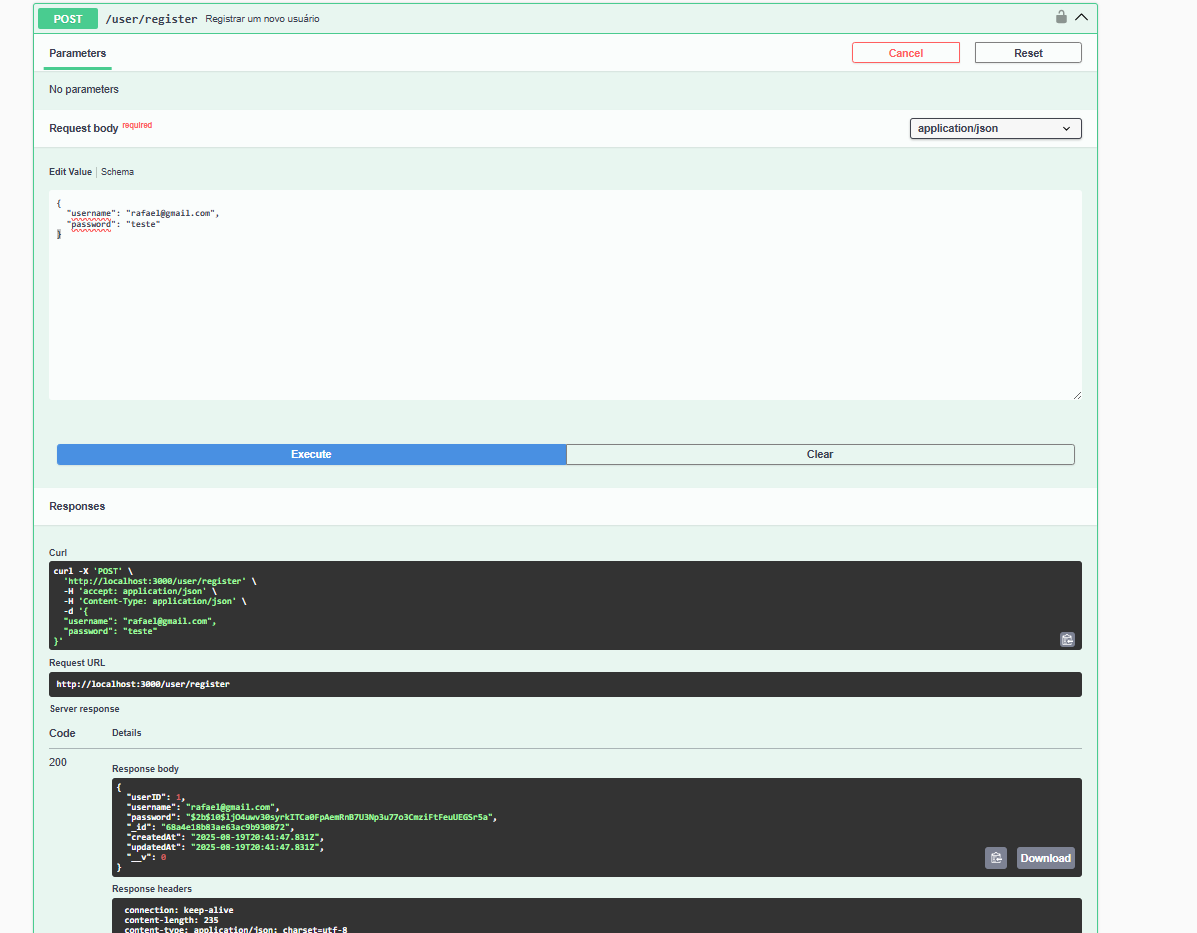 POST /user/register Registrar um novo usuário
Parameters Cancel Reset
No parameters
Request body required application/json
Edit Value | Schema
{
"username": "rafael@gmail.com",
"password": "teste"
}
Execute Clear
Responses
Curl
curl -X 'POST' \
'http://localhost:3000/user/register' \
-H 'accept: application/json' \
-H 'Content-Type: application/json' \
-d '{
"username": "rafael@gmail.com",
"password": "teste"
}'
Request URL
http://localhost:3000/user/register
Server response
Code Details
200
Response body
{
"userID": 1,
"username": "rafael@gmail.com",
"password":
"_id": "68a4e18b83ae63ac9b930872",
"createdAt": "2025-08-19T20:41:47.831Z",
"updatedAt": "2025-08-19T20:41:47.831Z",
"__v": 0
}
Download
Response headers
connection: keep-alive
content-length: 235
content-type: application/json; charset=utf-8